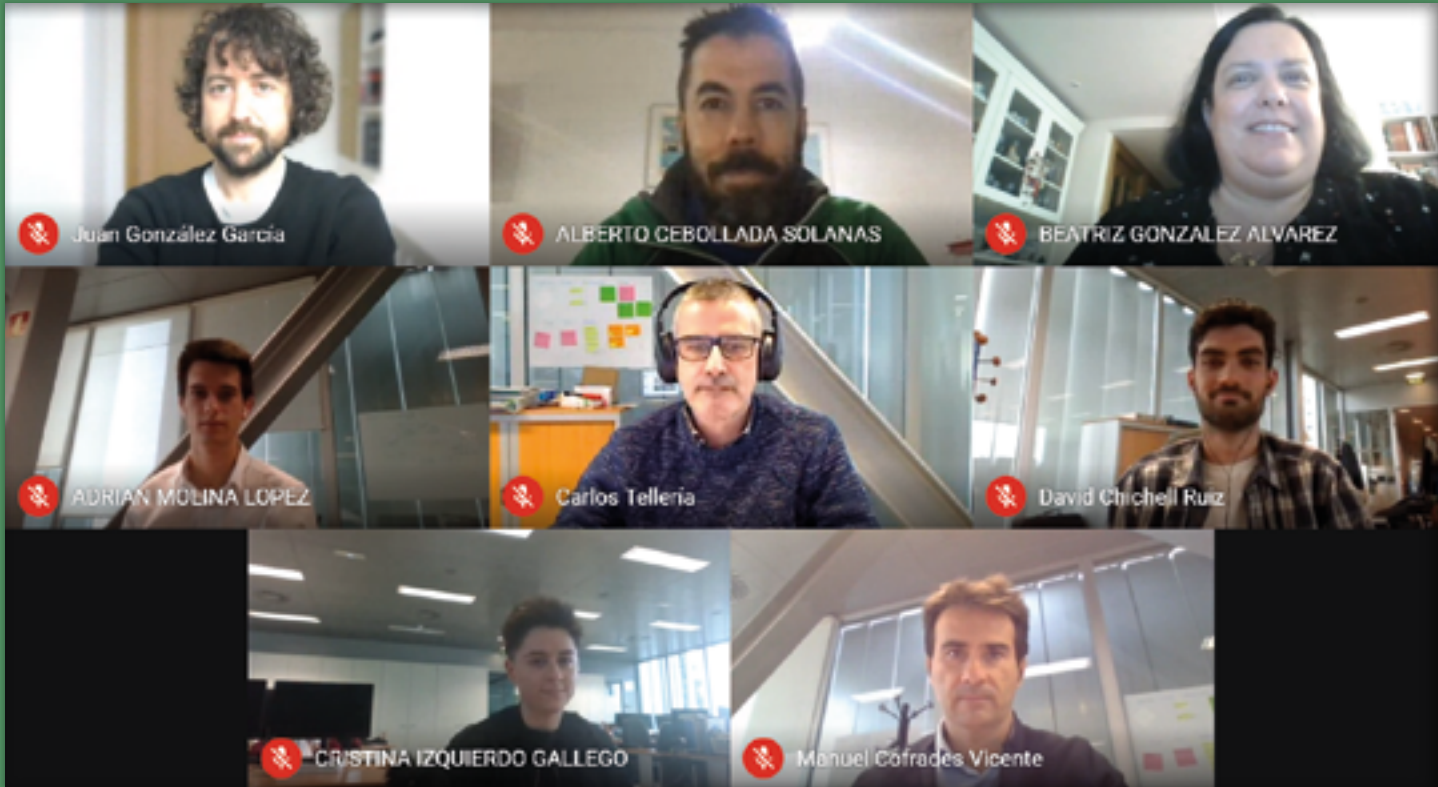 Juan González García
ALBERTO CEBOLLADA SOLANAS
BEATRIZ GONZALEZ ALVAREZ
ADRIAN MOLINA LOPEZ
Carlos Telleria
David Chichell Ruiz
CRISTINA IZQUIERDO GALLEGO
Manuel Cofrades Vicente